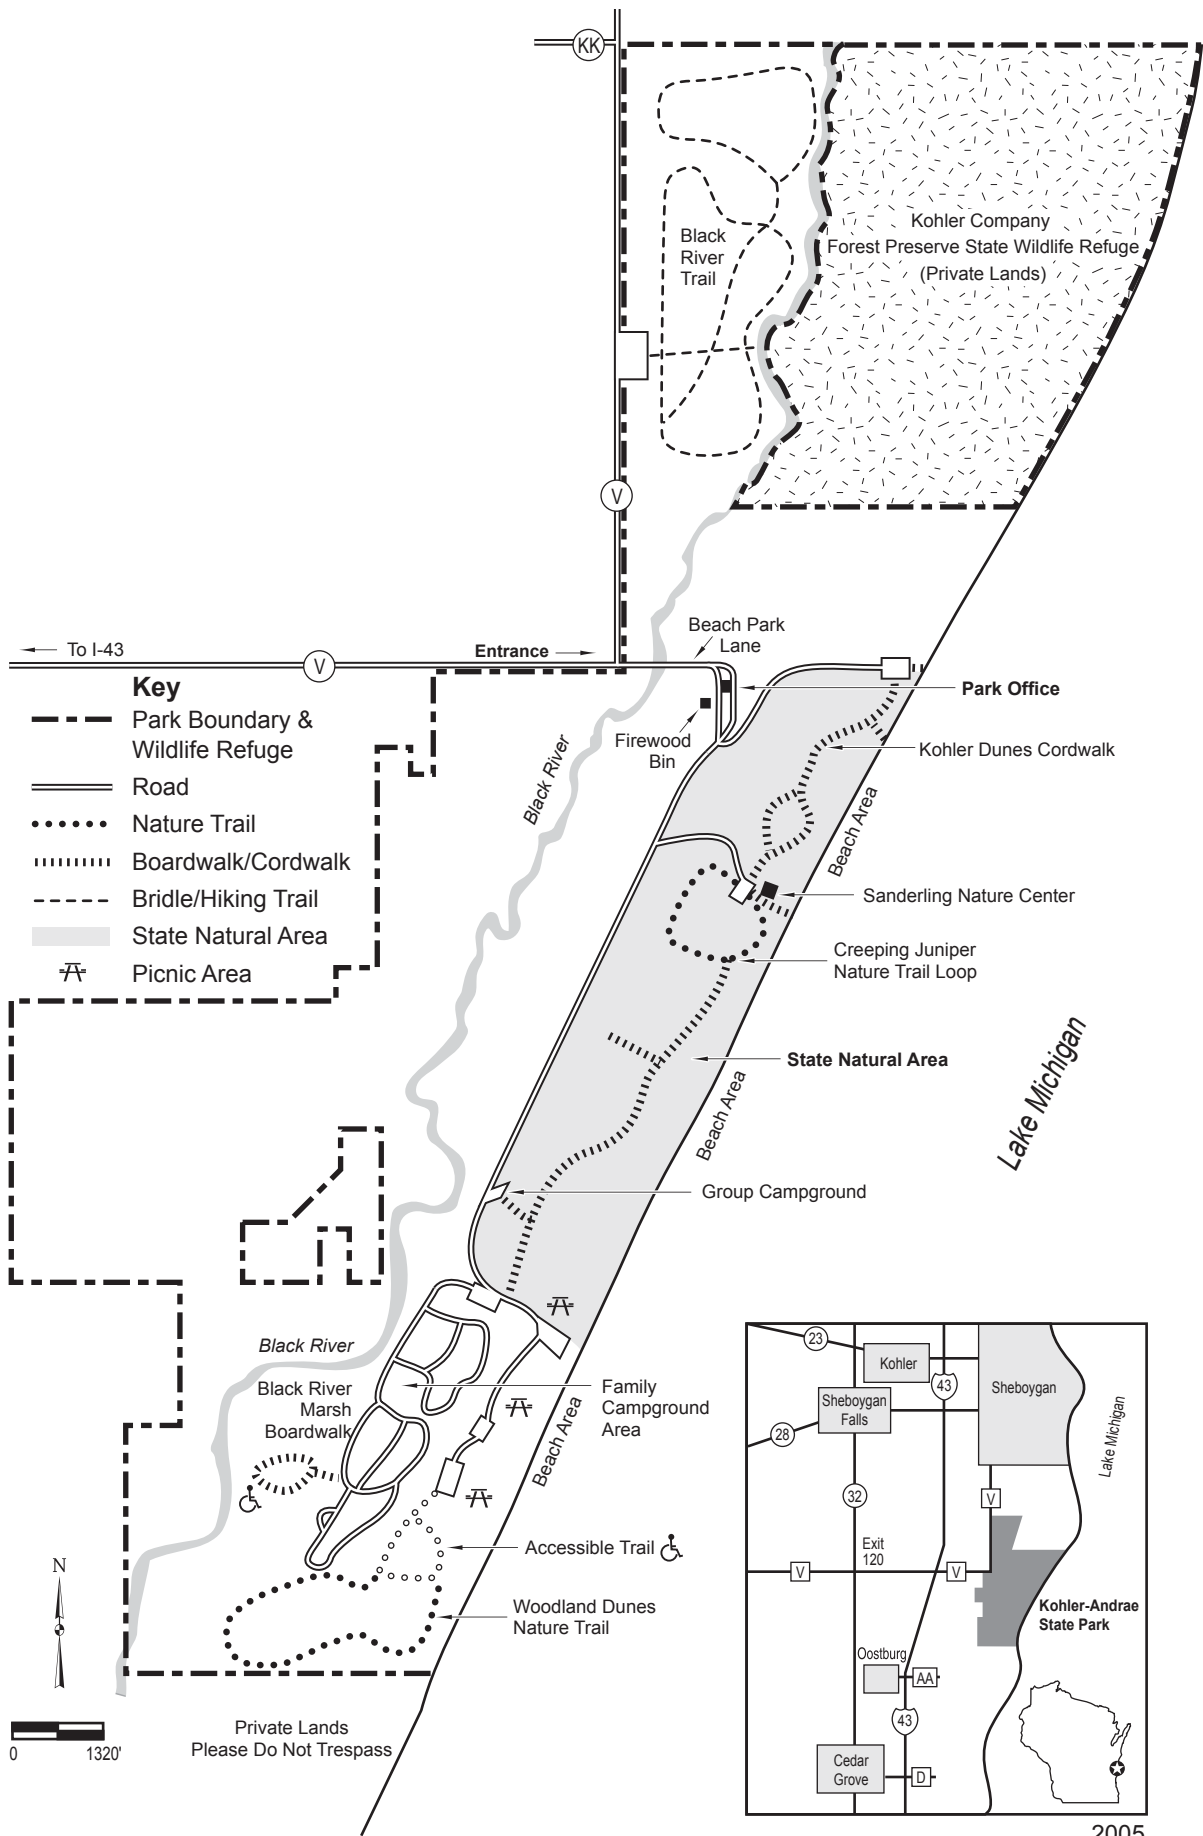 KK
Black
River
Trail
Kohler Company
Forest Preserve State Wildlife Refuge
(Private Lands)
V
To I-43
V
Entrance
Beach Park
Lane
Park Office
Firewood
Bin
Kohler Dunes Cordwalk
Key
Park Boundary &
Wildlife Refuge
Road
Nature Trail
Boardwalk/Cordwalk
Bridle/Hiking Trail
State Natural Area
Picnic Area
Black River
Beach Area
Sanderling Nature Center
Creeping Juniper
Nature Trail Loop
State Natural Area
Beach Area
Lake Michigan
Group Campground
Black River
Black River
Marsh
Boardwalk
Family
Campground
Area
Beach Area
Accessible Trail
Woodland Dunes
Nature Trail
N
0 1320'
Private Lands
Please Do Not Trespass
23
Kohler
43
Sheboygan
Sheboygan
Falls
28
Lake Michigan
32
V
Exit
120
V
V
Kohler-Andrae
State Park
Oostburg
AA
43
Cedar
Grove
D
2005